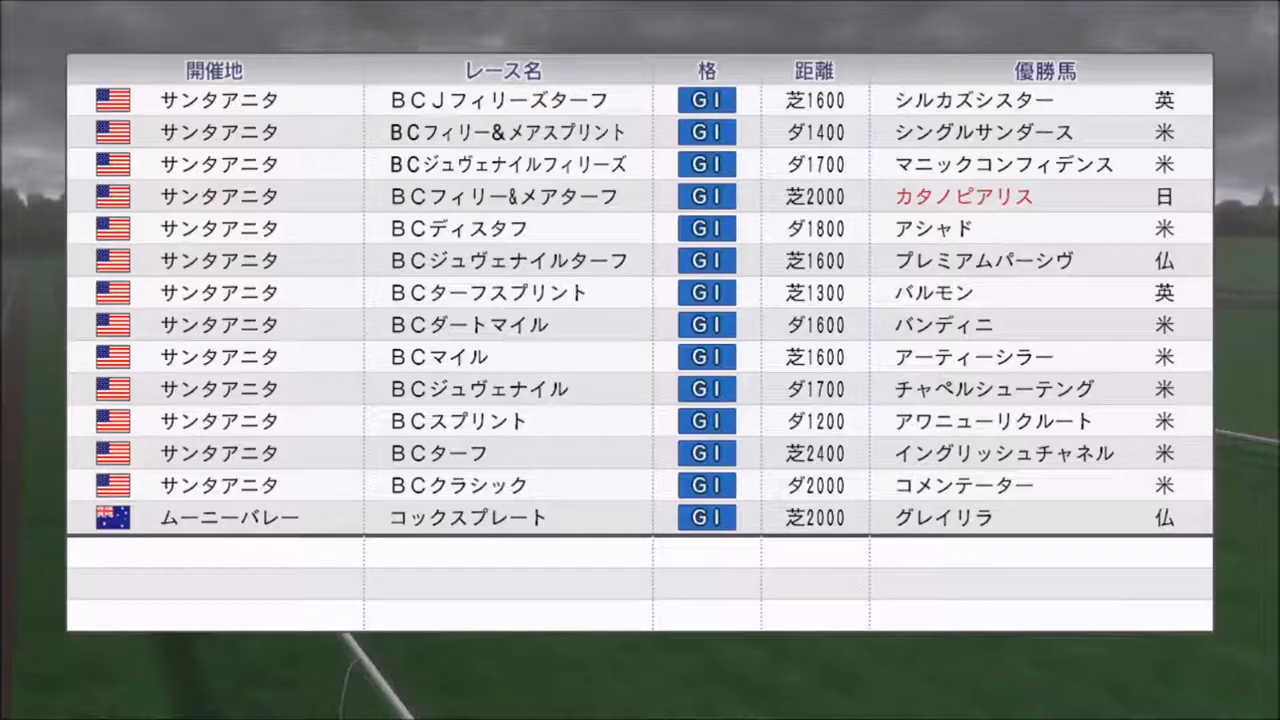 開催地 レース名 格 距離 優勝馬
サンタアニタ ＢＣＪフィリーズターフ GI 芝1600 シルカズシスター 英
サンタアニタ ＢＣフィリー&メアスプリント GI ダ1400 シングルサンダース 米
サンタアニタ ＢＣジュヴェナイルフィリーズ GI ダ1700 マニックコンフィデンス 米
サンタアニタ ＢＣフィリー&メアターフ GI 芝2000 カタノピアリス 日
サンタアニタ ＢＣディスタフ GI ダ1800 アシャド 米
サンタアニタ ＢＣジュヴェナイルターフ GI 芝1600 プレミアムパーシヴ 仏
サンタアニタ ＢＣターフスプリント GI 芝1300 バルモン 英
サンタアニタ ＢＣダートマイル GI ダ1600 バンディニ 米
サンタアニタ ＢＣマイル GI 芝1600 アーティーシラー 米
サンタアニタ ＢＣジュヴェナイル GI ダ1700 チャペルシューテング 米
サンタアニタ ＢＣスプリント GI ダ1200 アワニューリクルート 米
サンタアニタ ＢＣターフ GI 芝2400 イングリッシュチャネル 米
サンタアニタ ＢＣクラシック GI ダ2000 コメンテーター 米
ムーニーバレー コックスプレート GI 芝2000 グレイリラ 仏